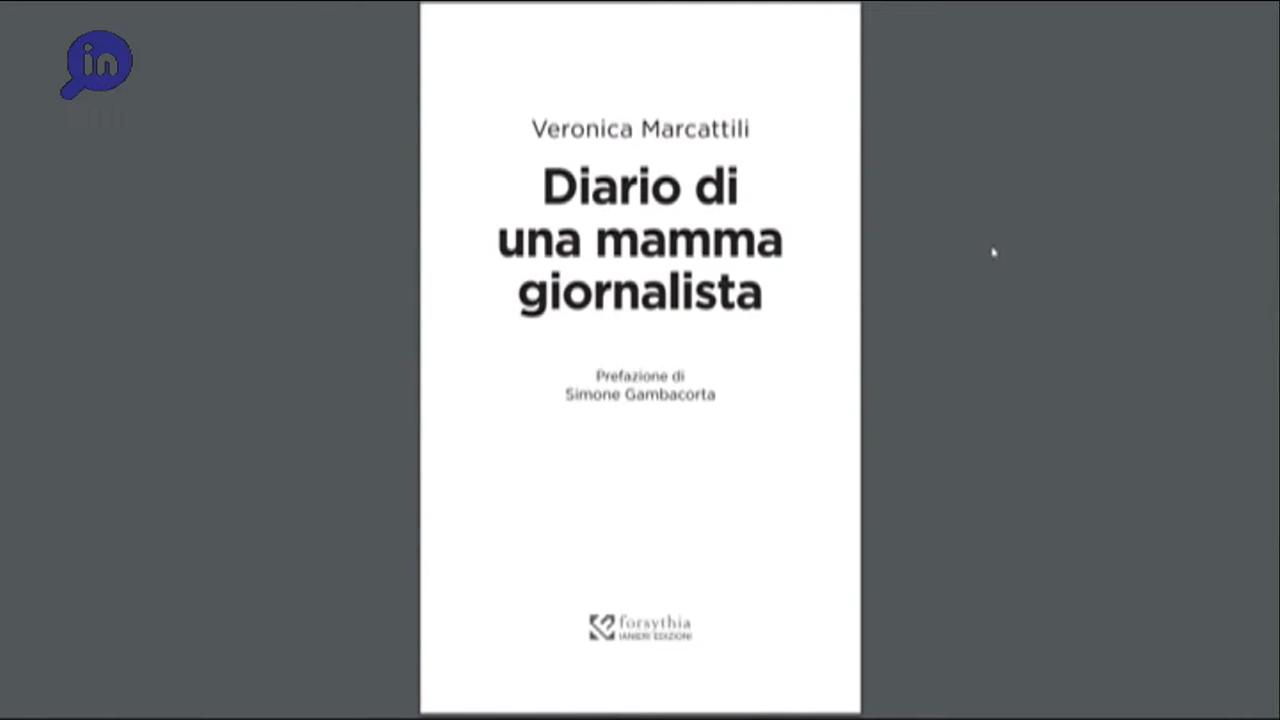 in
Veronica Marcattili
Diario di
una mamma
giornalista
Prefazione di
Simone Gambacorta
forsythia
IANIERI EDIZIONI